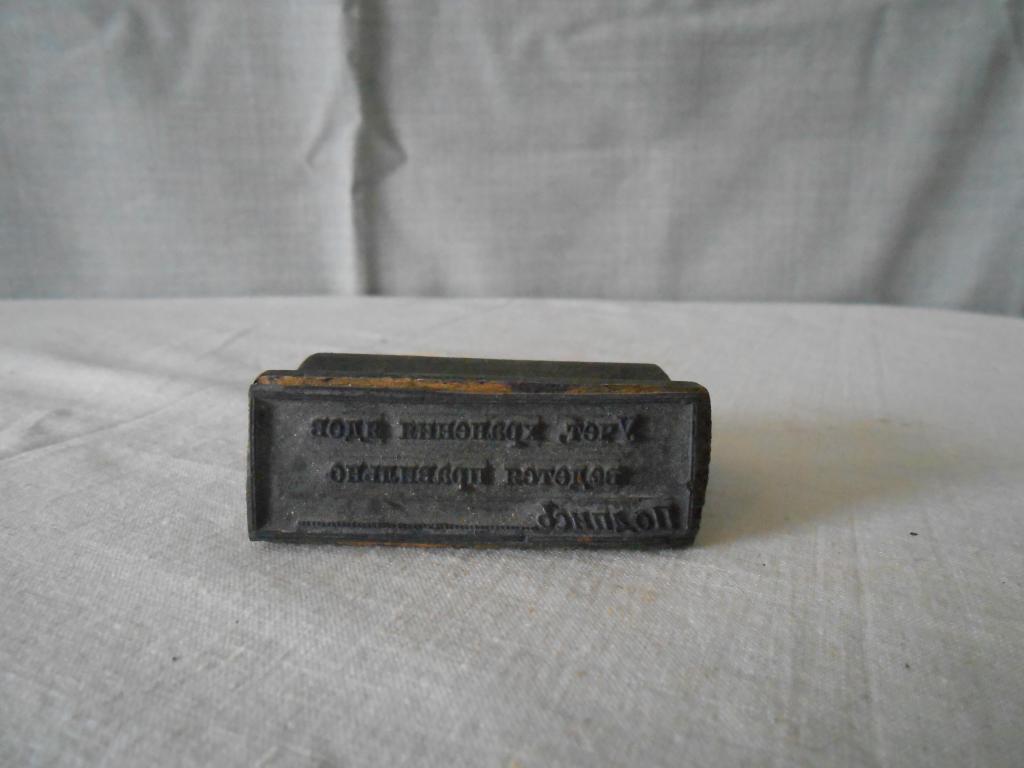 Учет, хранения ядов
ведется правильно
Подпись